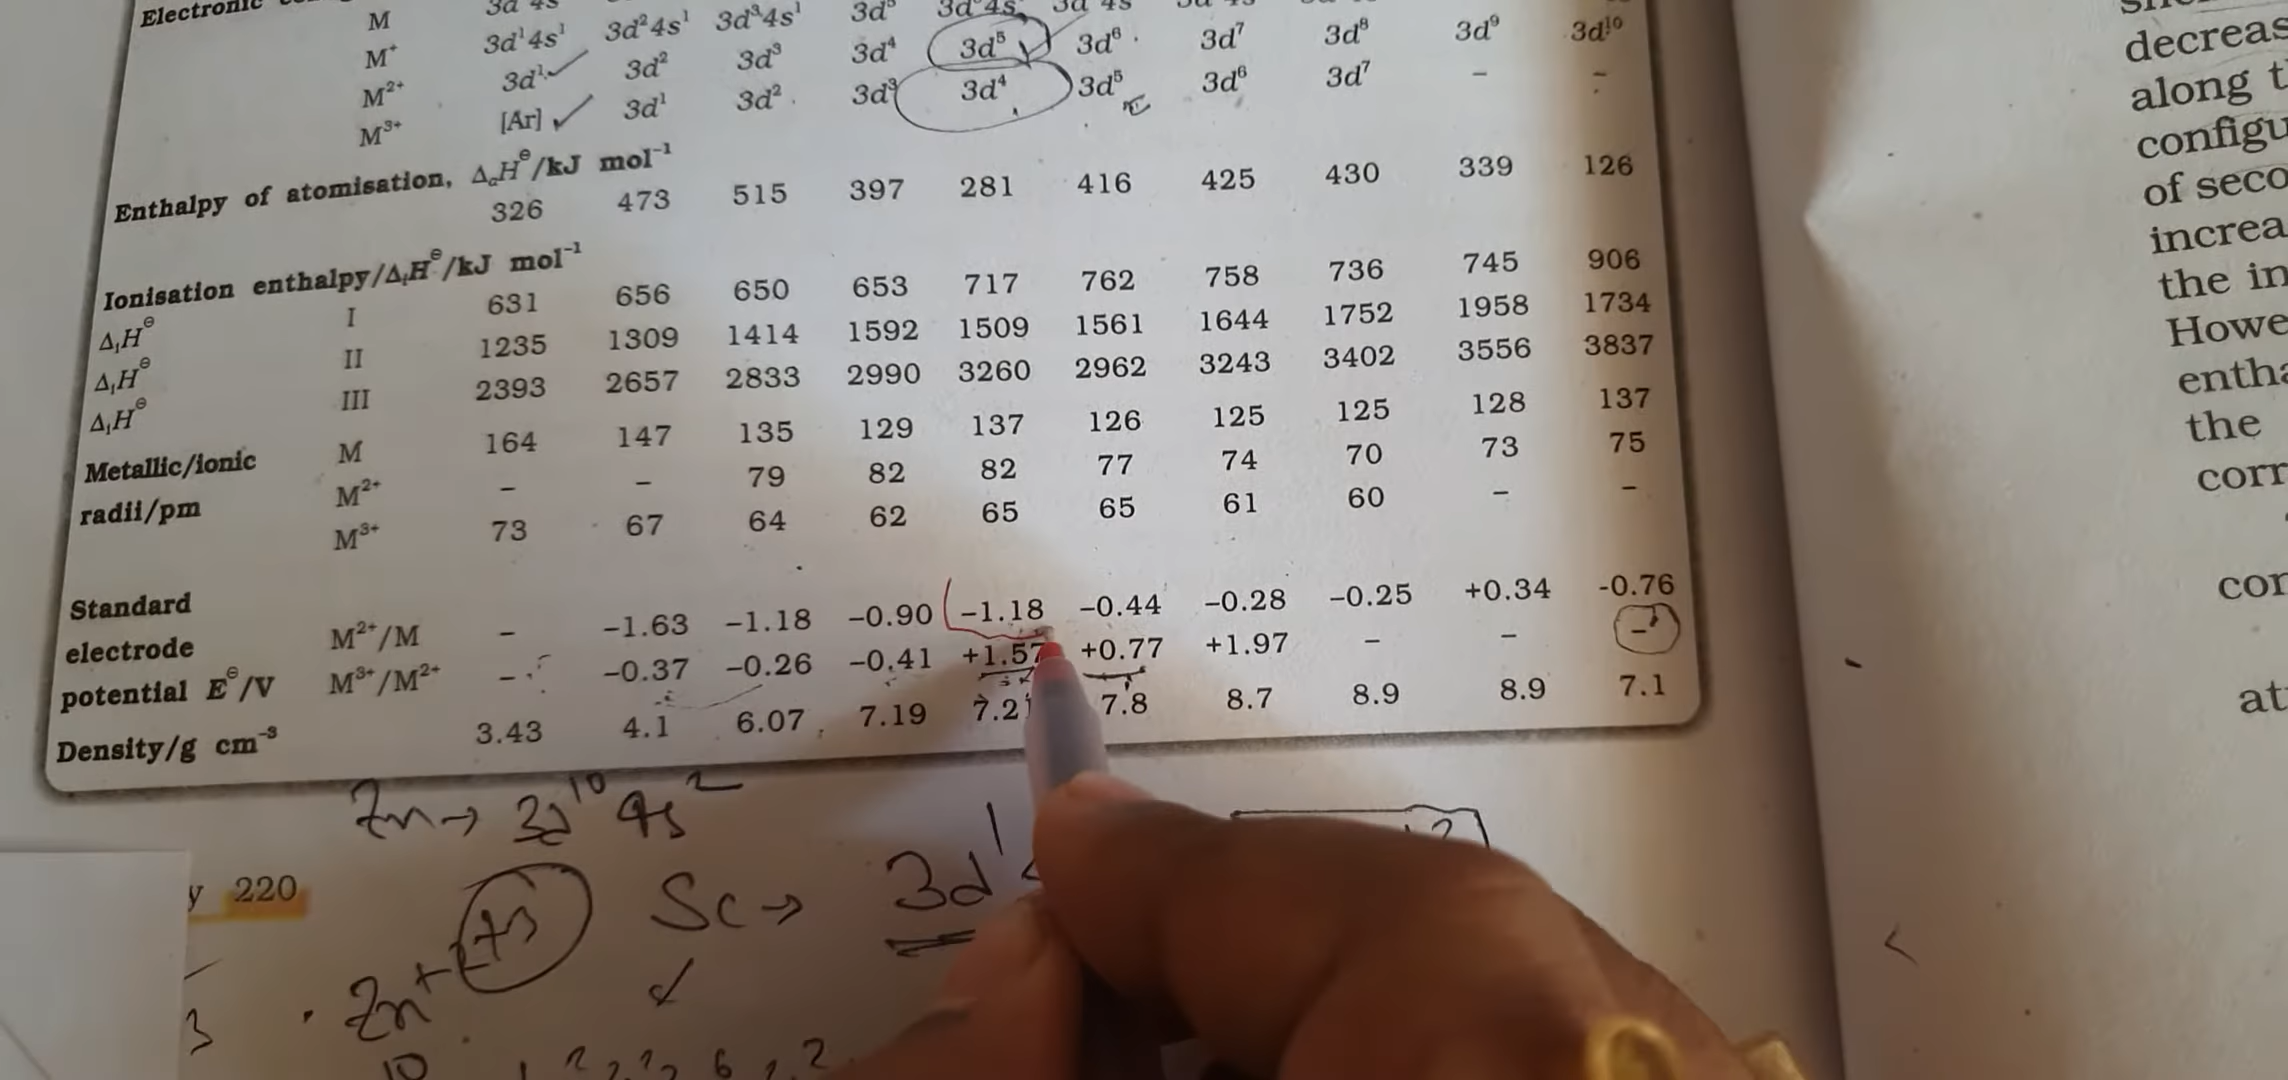 Electronic
M 3d¹4s¹ 3d²4s¹ 3d³4s¹ 3d⁵ 3d⁵4s¹
M⁺ 3d¹ 3d² 3d³ 3d⁴ 3d⁵ 3d⁶ 3d⁷ 3d⁸ 3d⁹ 3d¹⁰
M²⁺ [Ar] 3d¹ 3d² 3d³ 3d⁴ 3d⁵ 3d⁶ 3d⁷ – –
M³⁺
Enthalpy of atomisation, ΔₐH⊖/kJ mol⁻¹
326 473 515 397 281 416 425 430 339 126
Ionisation enthalpy/ΔᵢH⊖/kJ mol⁻¹
ΔᵢH⊖ I 631 656 650 653 717 762 758 736 745 906
ΔᵢH⊖ II 1235 1309 1414 1592 1509 1561 1644 1752 1958 1734
ΔᵢH⊖ III 2393 2657 2833 2990 3260 2962 3243 3402 3556 3837
Metallic/ionic M 164 147 135 129 137 126 125 125 128 137
radii/pm M²⁺ – – 79 82 82 77 74 70 73 75
M³⁺ 73 67 64 62 65 65 61 60 – –
Standard
electrode M²⁺/M – –1.63 –1.18 –0.90 –1.18 –0.44 –0.28 –0.25 +0.34 -0.76
potential E⊖/V M³⁺/M²⁺ – –0.37 –0.26 –0.41 +1.57 +0.77 +1.97 – – –
Density/g cm⁻³ 3.43 4.1 6.07 7.19 7.21 7.8 8.7 8.9 8.9 7.1
Zn → 3d¹⁰ 4s²
y 220
Sc → 3d¹
+3
Zn⁺
3
10
decreas
along t
configu
of seco
increa
the in
Howe
entha
the
corr
cor
at